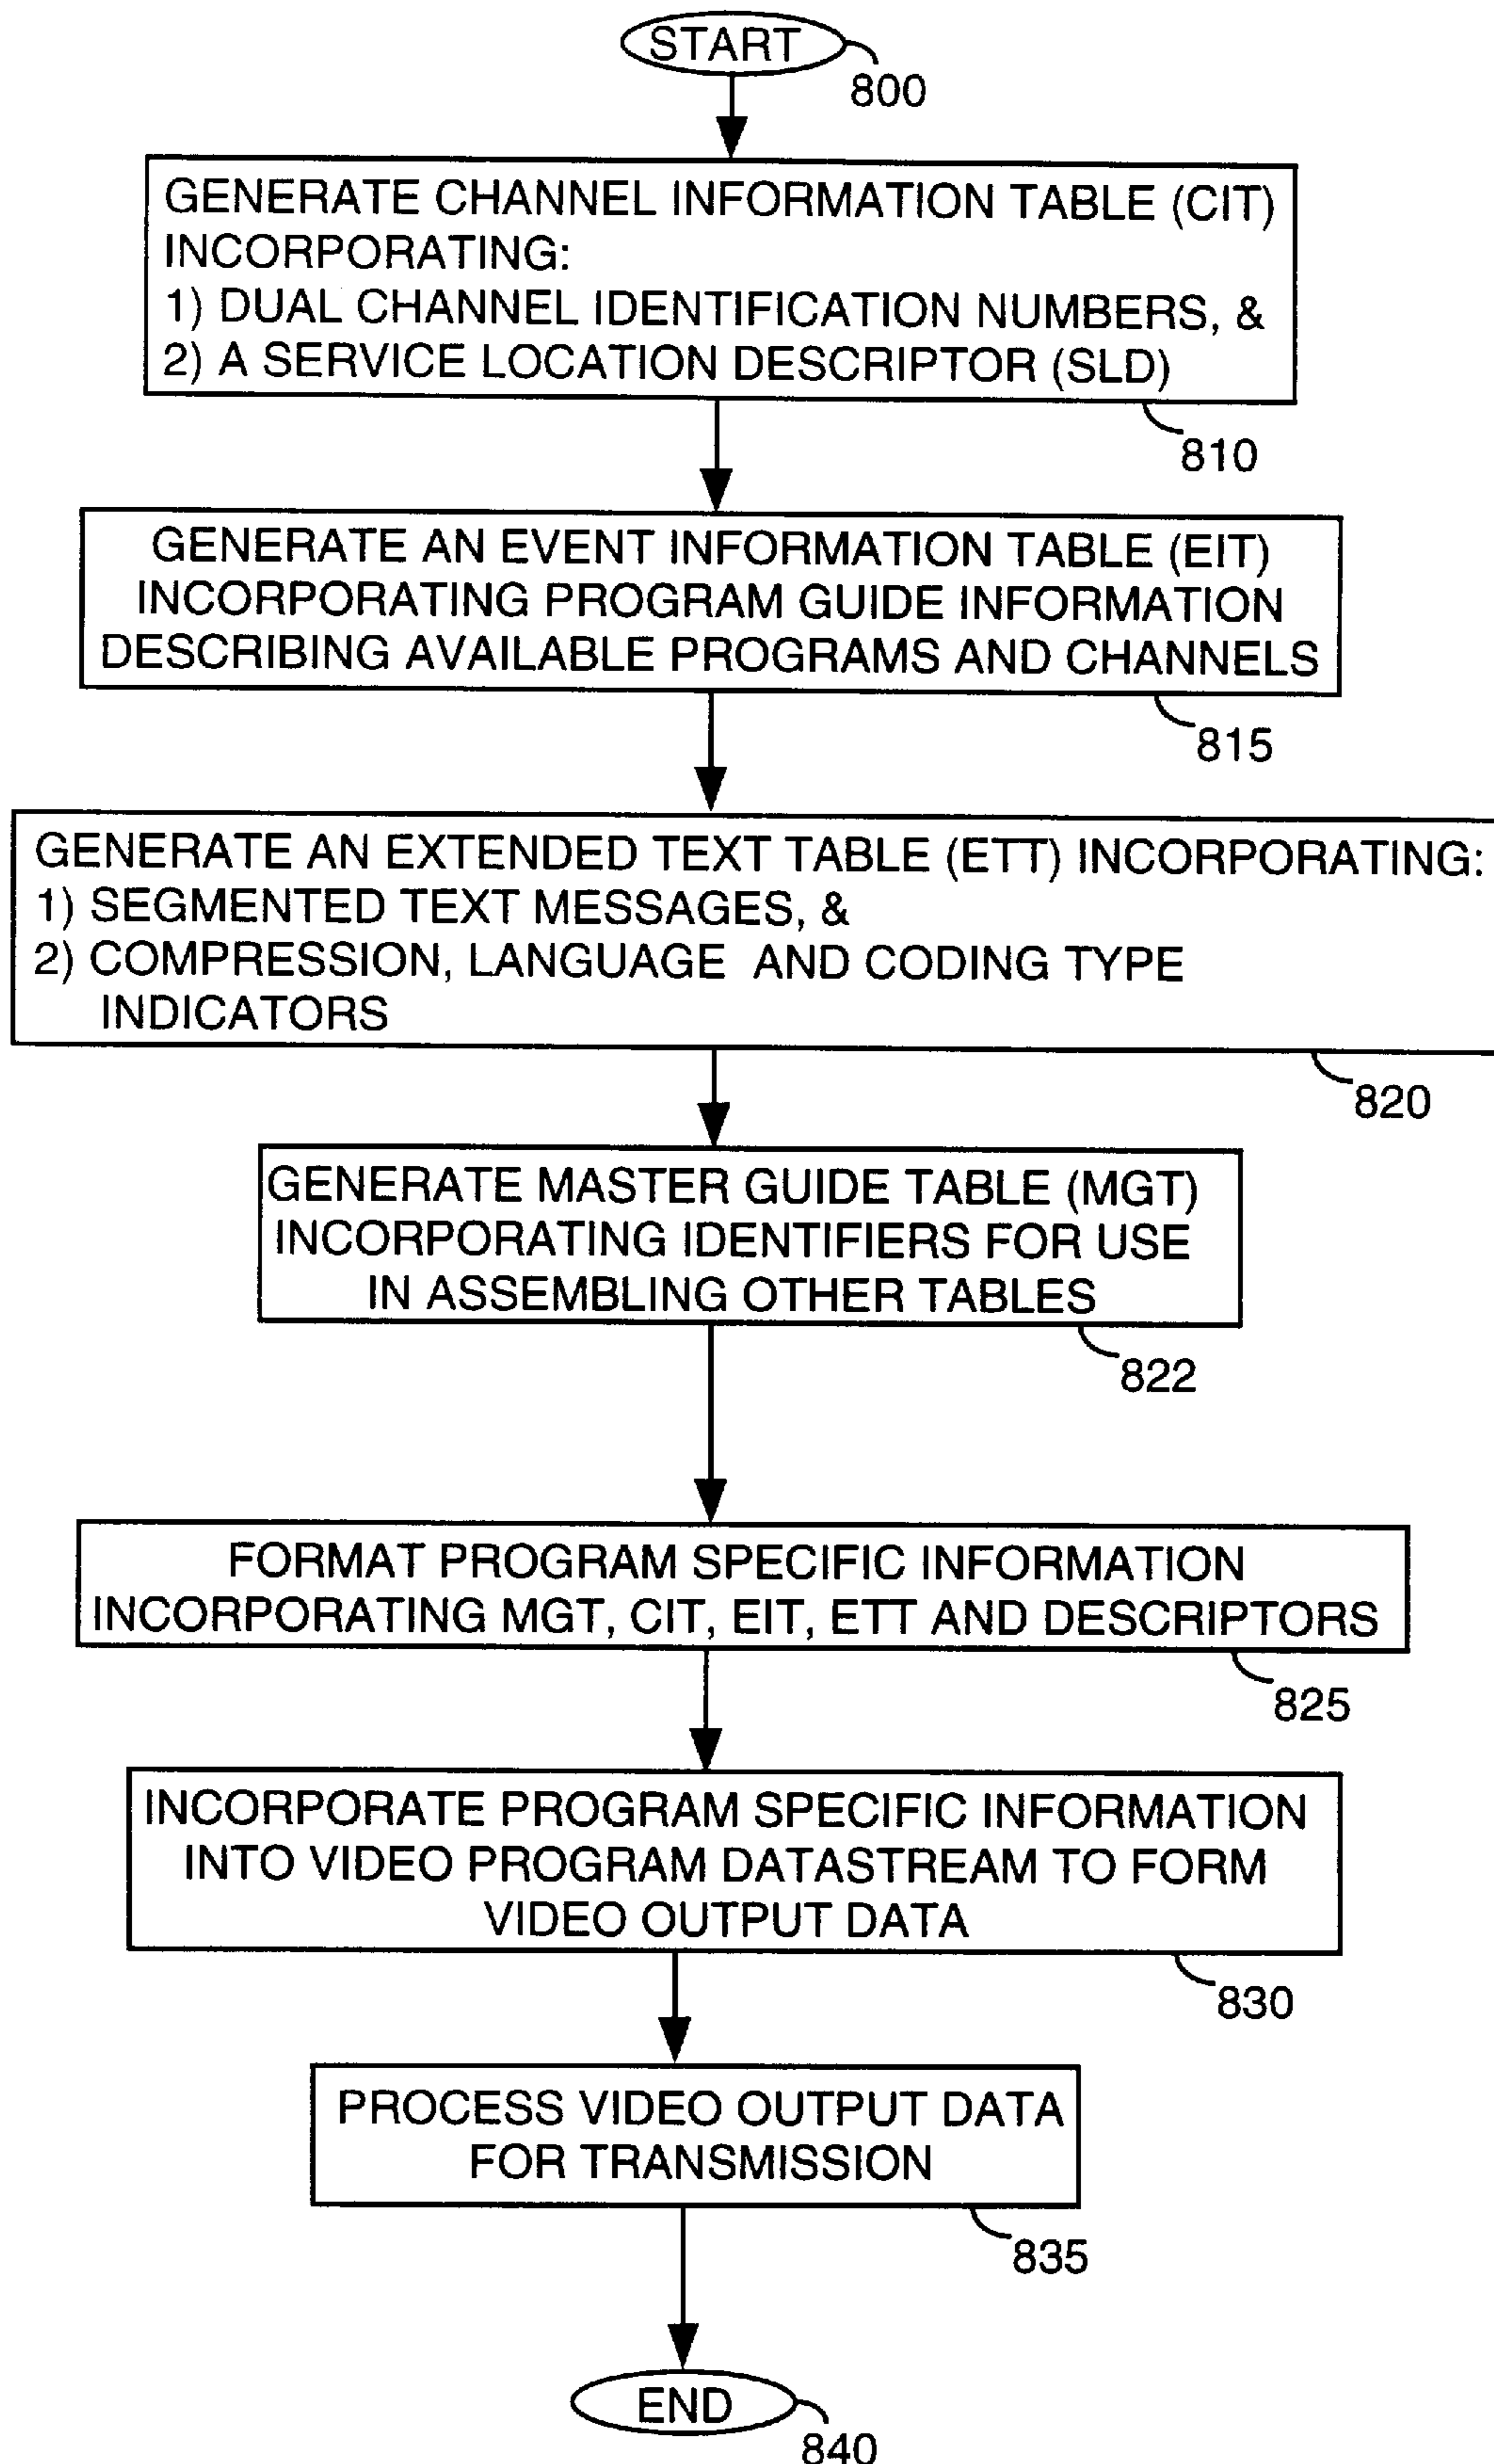 START
800
GENERATE CHANNEL INFORMATION TABLE (CIT)
INCORPORATING:
1) DUAL CHANNEL IDENTIFICATION NUMBERS, &
2) A SERVICE LOCATION DESCRIPTOR (SLD)
810
GENERATE AN EVENT INFORMATION TABLE (EIT)
INCORPORATING PROGRAM GUIDE INFORMATION
DESCRIBING AVAILABLE PROGRAMS AND CHANNELS
815
GENERATE AN EXTENDED TEXT TABLE (ETT) INCORPORATING:
1) SEGMENTED TEXT MESSAGES, &
2) COMPRESSION, LANGUAGE AND CODING TYPE
INDICATORS
820
GENERATE MASTER GUIDE TABLE (MGT)
INCORPORATING IDENTIFIERS FOR USE
IN ASSEMBLING OTHER TABLES
822
FORMAT PROGRAM SPECIFIC INFORMATION
INCORPORATING MGT, CIT, EIT, ETT AND DESCRIPTORS
825
INCORPORATE PROGRAM SPECIFIC INFORMATION
INTO VIDEO PROGRAM DATASTREAM TO FORM
VIDEO OUTPUT DATA
830
PROCESS VIDEO OUTPUT DATA
FOR TRANSMISSION
835
END
840